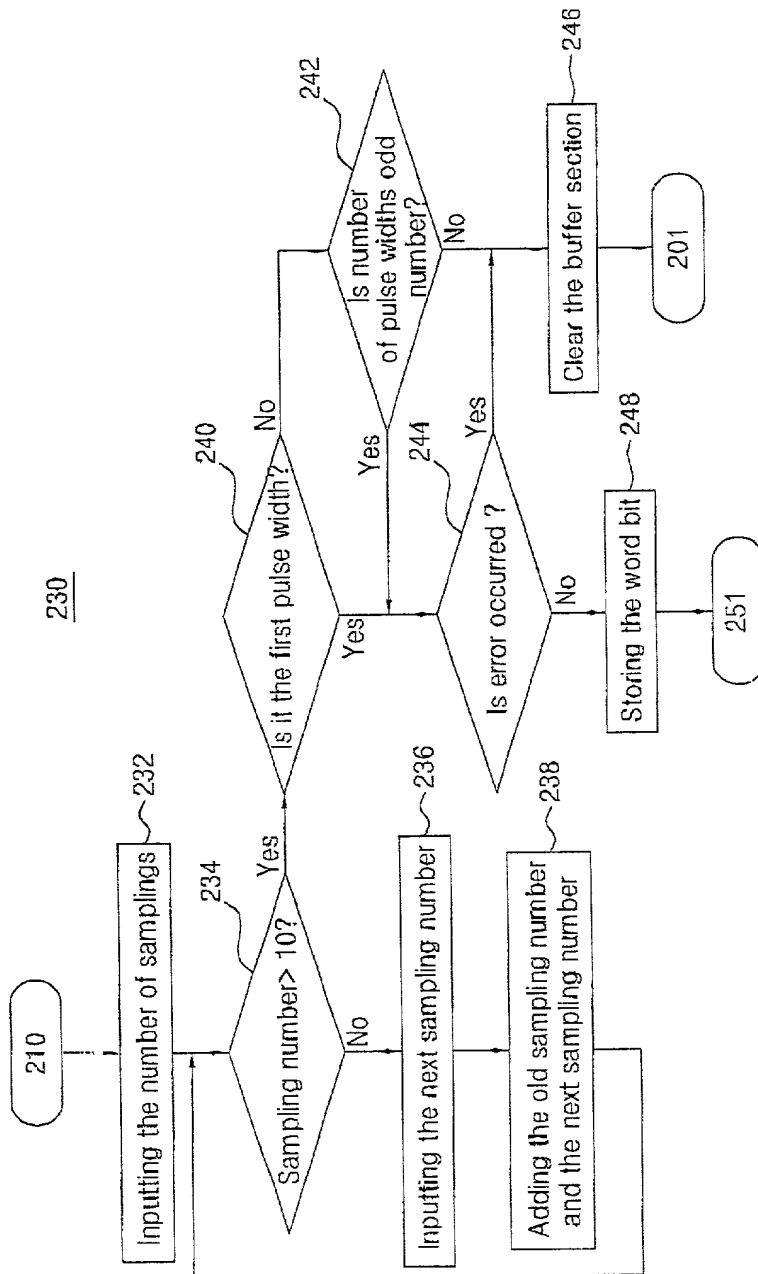 230
210
Inputting the number of samplings
232
Sampling number> 10?
234
Yes
No
Inputting the next sampling number
236
Adding the old sampling number
and the next sampling number
238
Is it the first pulse width?
240
No
Yes
Is number
of pulse widths odd
number?
242
Yes
No
Is error occurred ?
244
Yes
No
Clear the buffer section
246
201
Storing the word bit
248
251